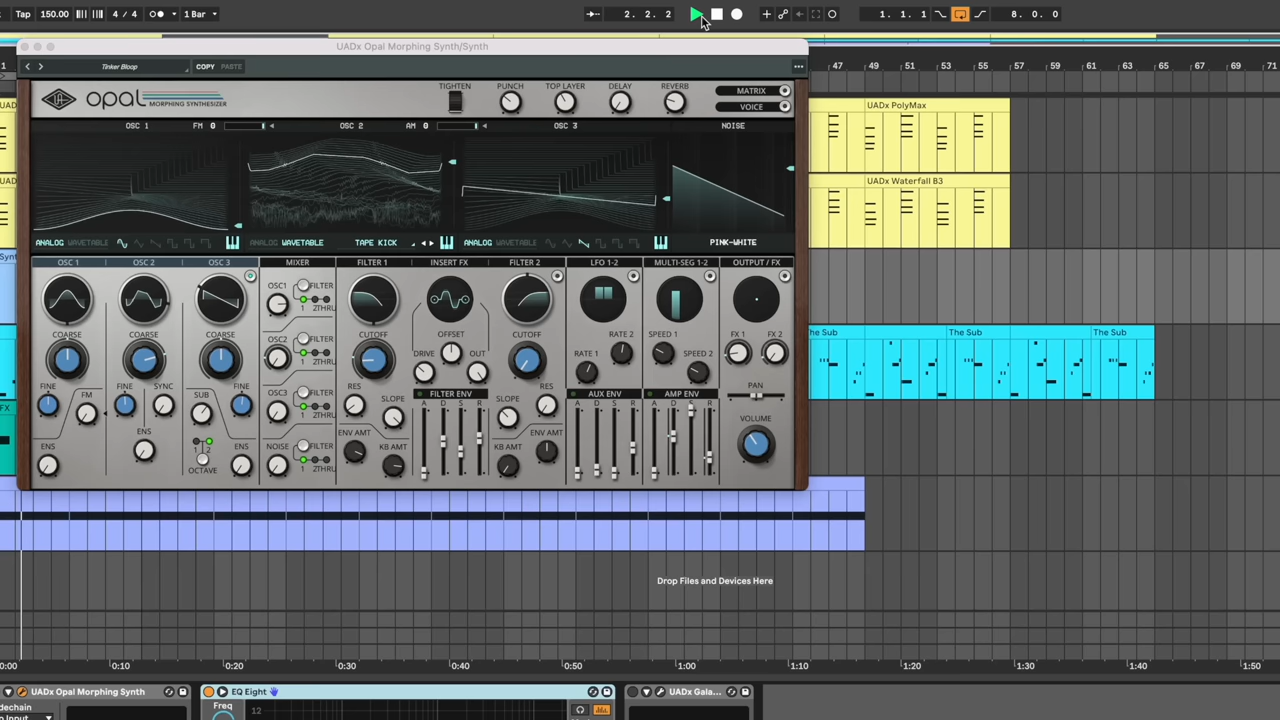 Tap 150.00 4 / 4 1 Bar 2. 2. 2 1. 1. 1 8. 0. 0
UADx Opal Morphing Synth/Synth
1 47 49 51 53 55 57 59 61 63 65 67 69 71
Tinker Bloop COPY PASTE
opal MORPHING SYNTHESIZER
TIGHTEN PUNCH TOP LAYER DELAY REVERB MATRIX
VOICE
UADx PolyMax
OSC 1 FM 0 OSC 2 AM 0 OSC 3 NOISE
UADx Waterfall B3
ANALOG WAVETABLE ANALOG WAVETABLE TAPE KICK ANALOG WAVETABLE PINK-WHITE
OSC 1 OSC 2 OSC 3 MIXER FILTER 1 INSERT FX FILTER 2 LFO 1-2 MULTI-SEG 1-2 OUTPUT / FX
OSC1 FILTER
1 2THRU
COARSE COARSE COARSE CUTOFF OFFSET CUTOFF RATE 2 SPEED 1 FX 1 FX 2
he Sub The Sub The Sub
OSC2 FILTER
1 2THRU
DRIVE OUT RATE 1 SPEED 2
FINE FM FINE SYNC SUB FINE
OSC3 FILTER
1 2THRU
RES SLOPE FILTER ENV SLOPE RES AUX ENV AMP ENV PAN
A D S R A D S R A D S R
VOLUME
ENS ENS 1 2 OCTAVE ENS
NOISE FILTER
1 2THRU
ENV AMT KB AMT KB AMT ENV AMT
FX
Drop Files and Devices Here
0:00 0:10 0:20 0:30 0:40 0:50 1:00 1:10 1:20 1:30 1:40 1:50
UADx Opal Morphing Synth EQ Eight UADx Gala...
dechain Freq 12